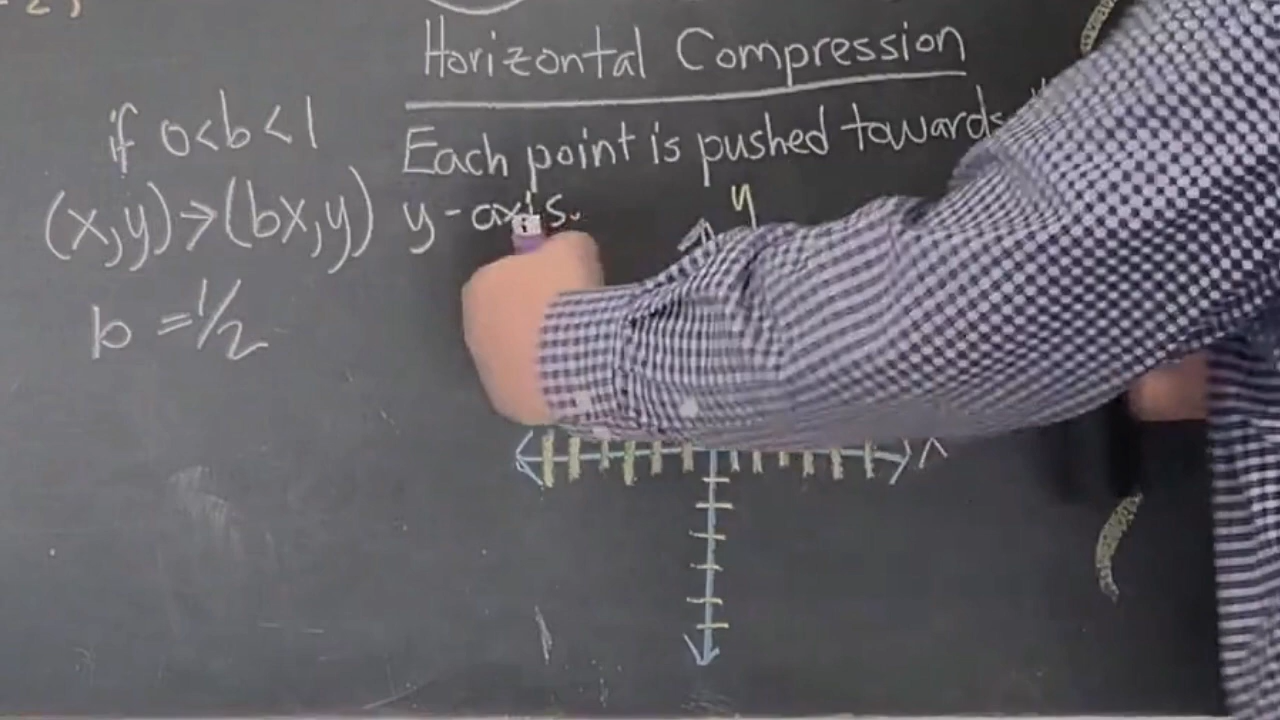 Horizontal Compression
if 0<b<1
Each point is pushed towards
(x,y)→(bx,y)
y-axis.
b = 1/2
y